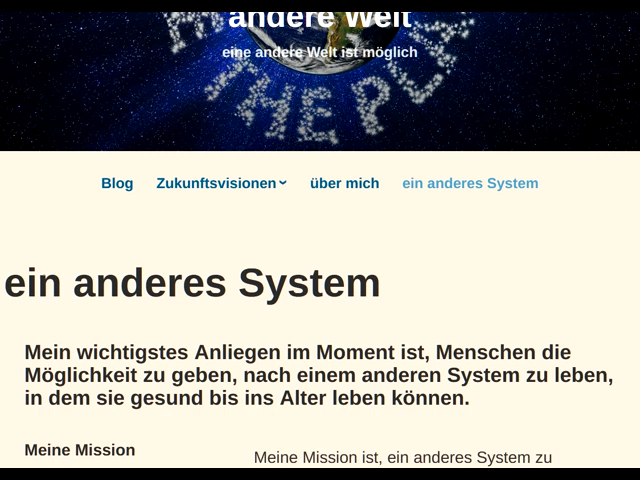 andere Welt
eine andere Welt ist möglich
THE PL
Blog Zukunftsvisionen über mich ein anderes System
ein anderes System
Mein wichtigstes Anliegen im Moment ist, Menschen die
Möglichkeit zu geben, nach einem anderen System zu leben,
in dem sie gesund bis ins Alter leben können.
Meine Mission
Meine Mission ist, ein anderes System zu